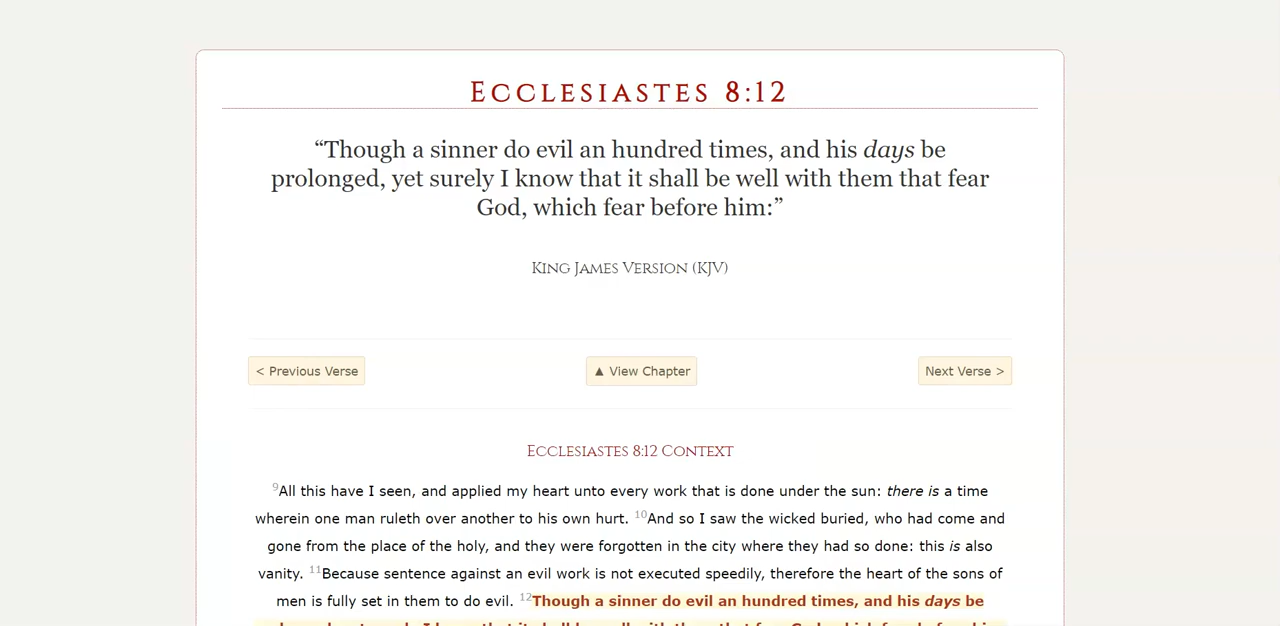 Ecclesiastes 8:12
“Though a sinner do evil an hundred times, and his days be
prolonged, yet surely I know that it shall be well with them that fear
God, which fear before him:”
King James Version (KJV)
< Previous Verse
▲ View Chapter
Next Verse >
Ecclesiastes 8:12 Context
9All this have I seen, and applied my heart unto every work that is done under the sun: there is a time
wherein one man ruleth over another to his own hurt. 10And so I saw the wicked buried, who had come and
gone from the place of the holy, and they were forgotten in the city where they had so done: this is also
vanity. 11Because sentence against an evil work is not executed speedily, therefore the heart of the sons of
men is fully set in them to do evil. 12Though a sinner do evil an hundred times, and his days be